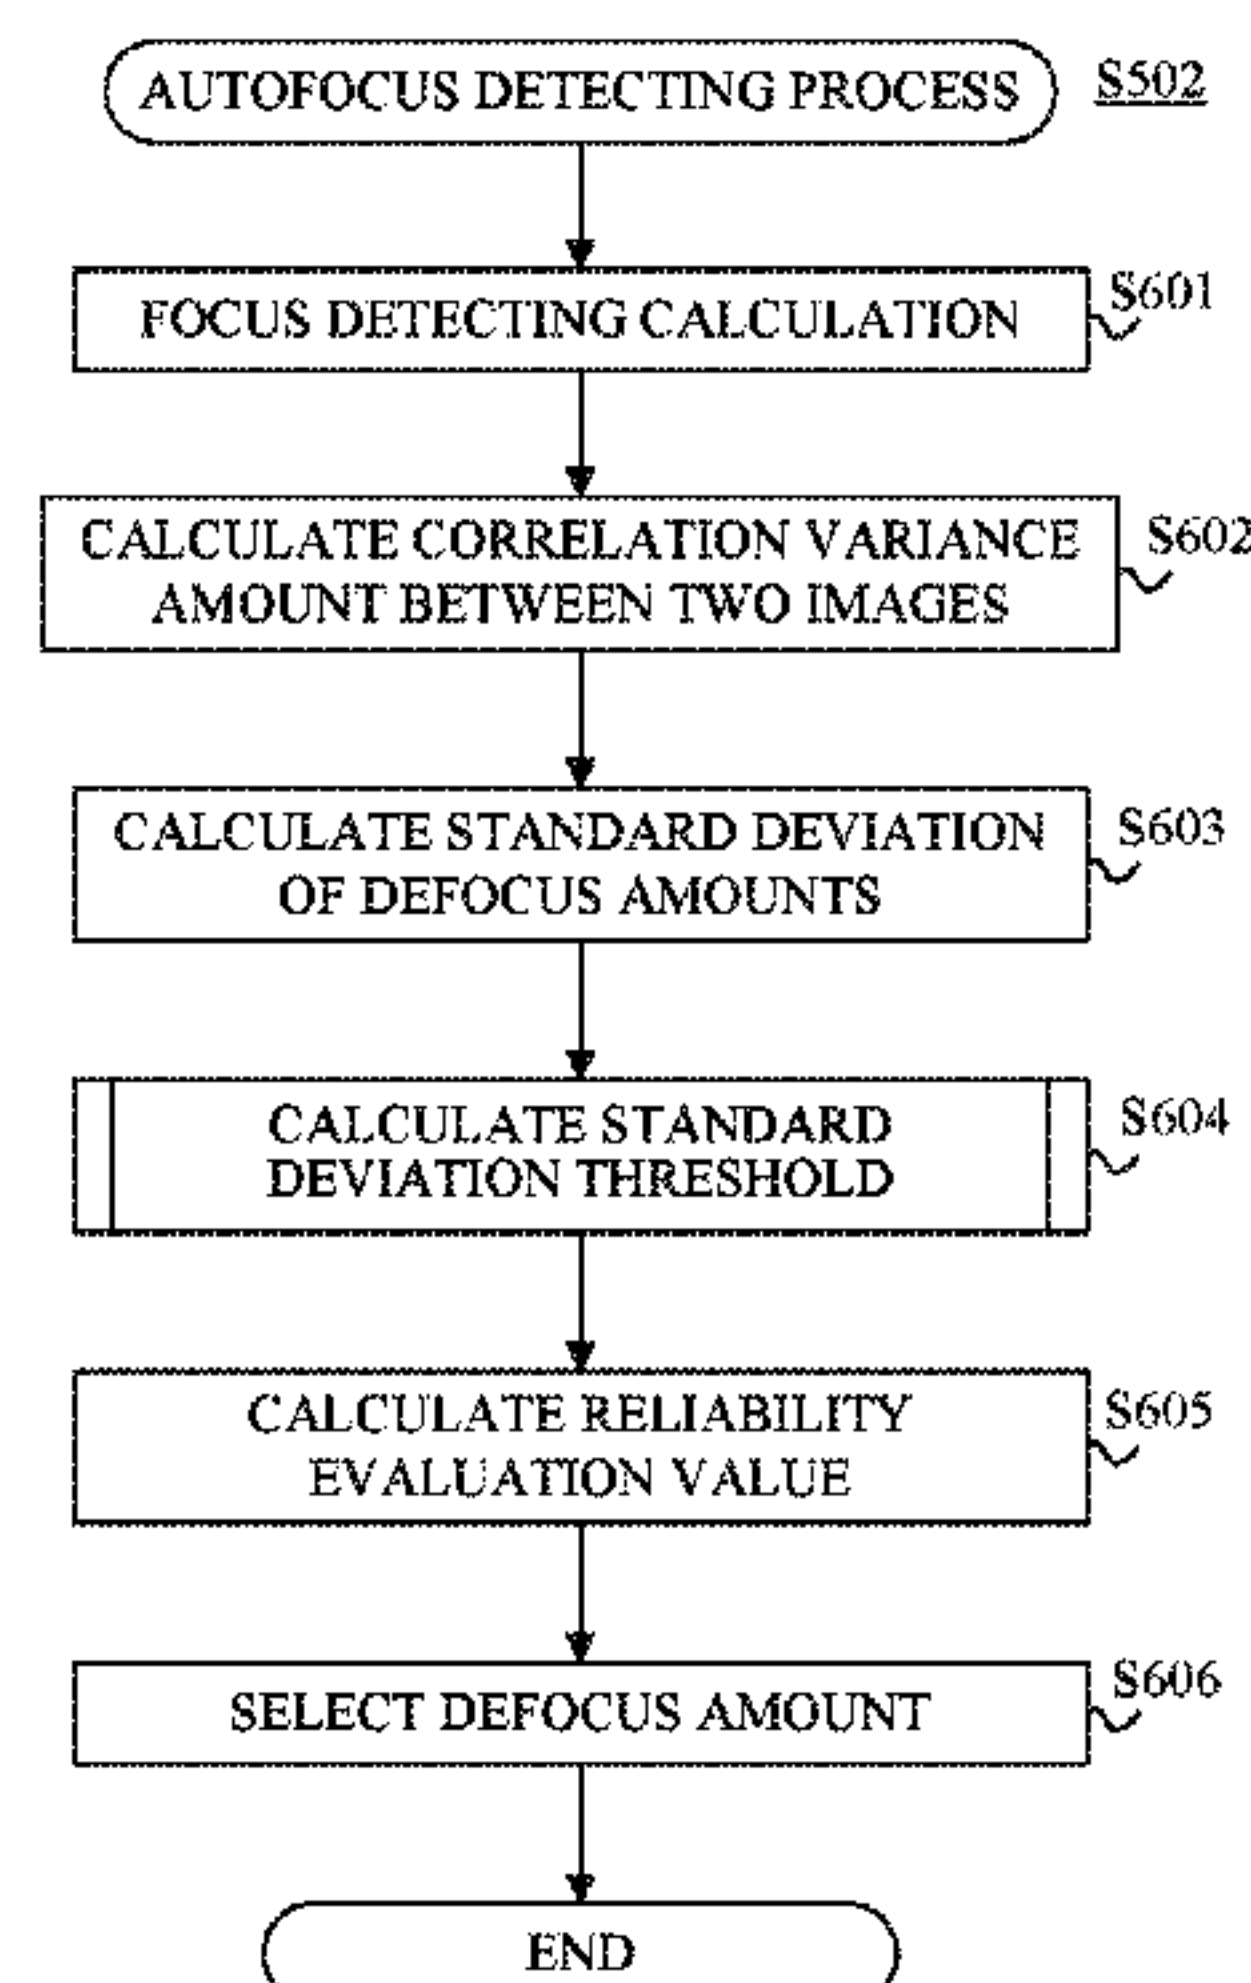 AUTOFOCUS DETECTING PROCESS S502
FOCUS DETECTING CALCULATION S601
CALCULATE CORRELATION VARIANCE
AMOUNT BETWEEN TWO IMAGES
S602
CALCULATE STANDARD DEVIATION
OF DEFOCUS AMOUNTS
S603
CALCULATE STANDARD
DEVIATION THRESHOLD
S604
CALCULATE RELIABILITY
EVALUATION VALUE
S605
SELECT DEFOCUS AMOUNT S606
END